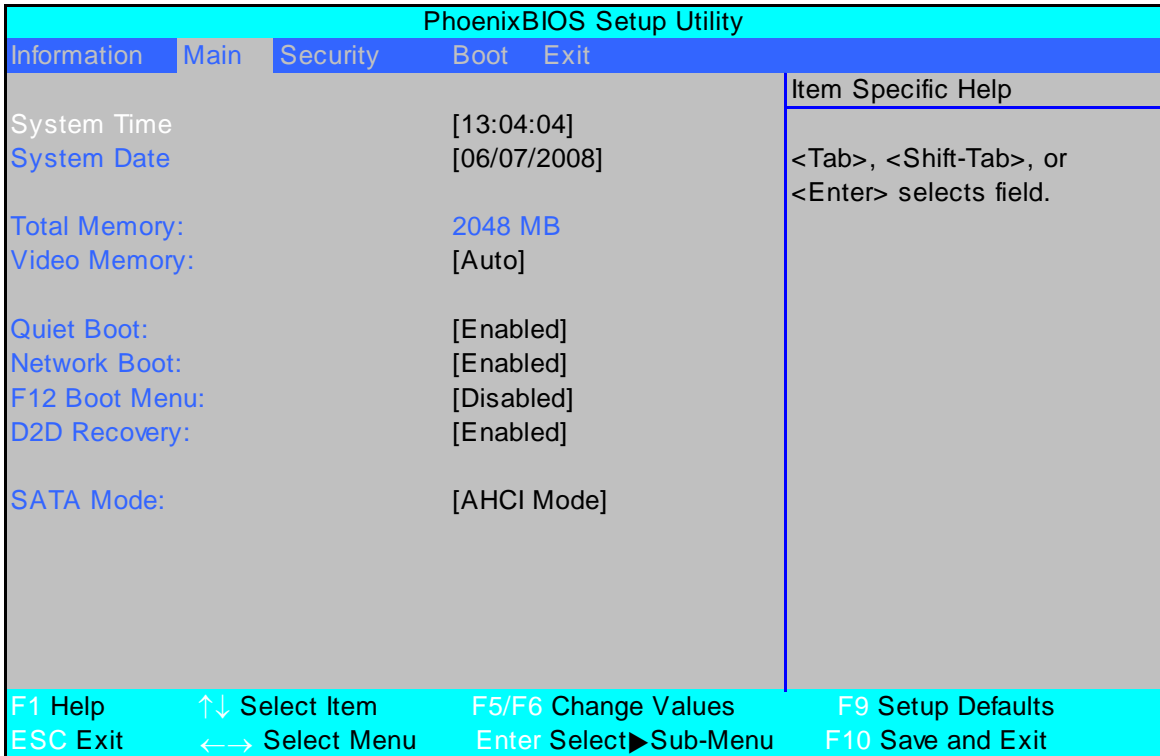 PhoenixBIOS Setup Utility
Information Main Security Boot Exit
Item Specific Help
System Time [13:04:04]
System Date [06/07/2008]
<Tab>, <Shift-Tab>, or
<Enter> selects field.
Total Memory: 2048 MB
Video Memory: [Auto]
Quiet Boot: [Enabled]
Network Boot: [Enabled]
F12 Boot Menu: [Disabled]
D2D Recovery: [Enabled]
SATA Mode: [AHCI Mode]
F1 Help ↑↓ Select Item F5/F6 Change Values F9 Setup Defaults
ESC Exit ←→ Select Menu Enter Select▶Sub-Menu F10 Save and Exit